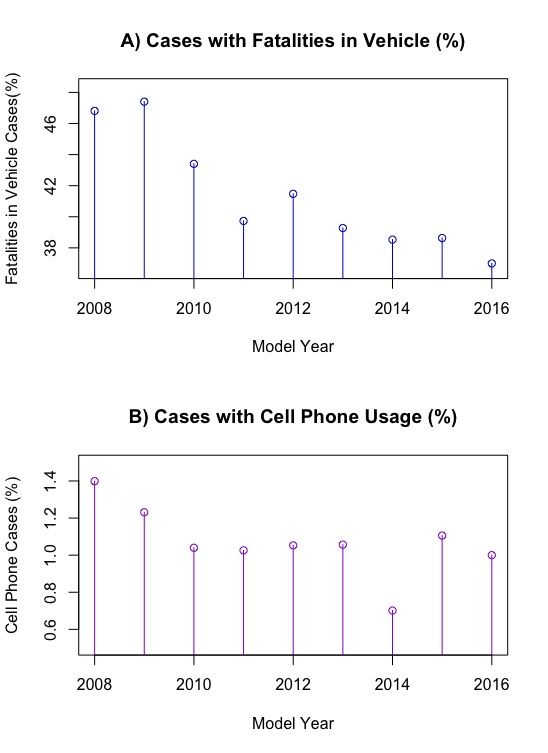 A) Cases with Fatalities in Vehicle (%)
Fatalities in Vehicle Cases(%)
46
42
38
2008 2010 2012 2014 2016
Model Year
B) Cases with Cell Phone Usage (%)
Cell Phone Cases (%)
1.4
1.2
1.0
0.8
0.6
2008 2010 2012 2014 2016
Model Year